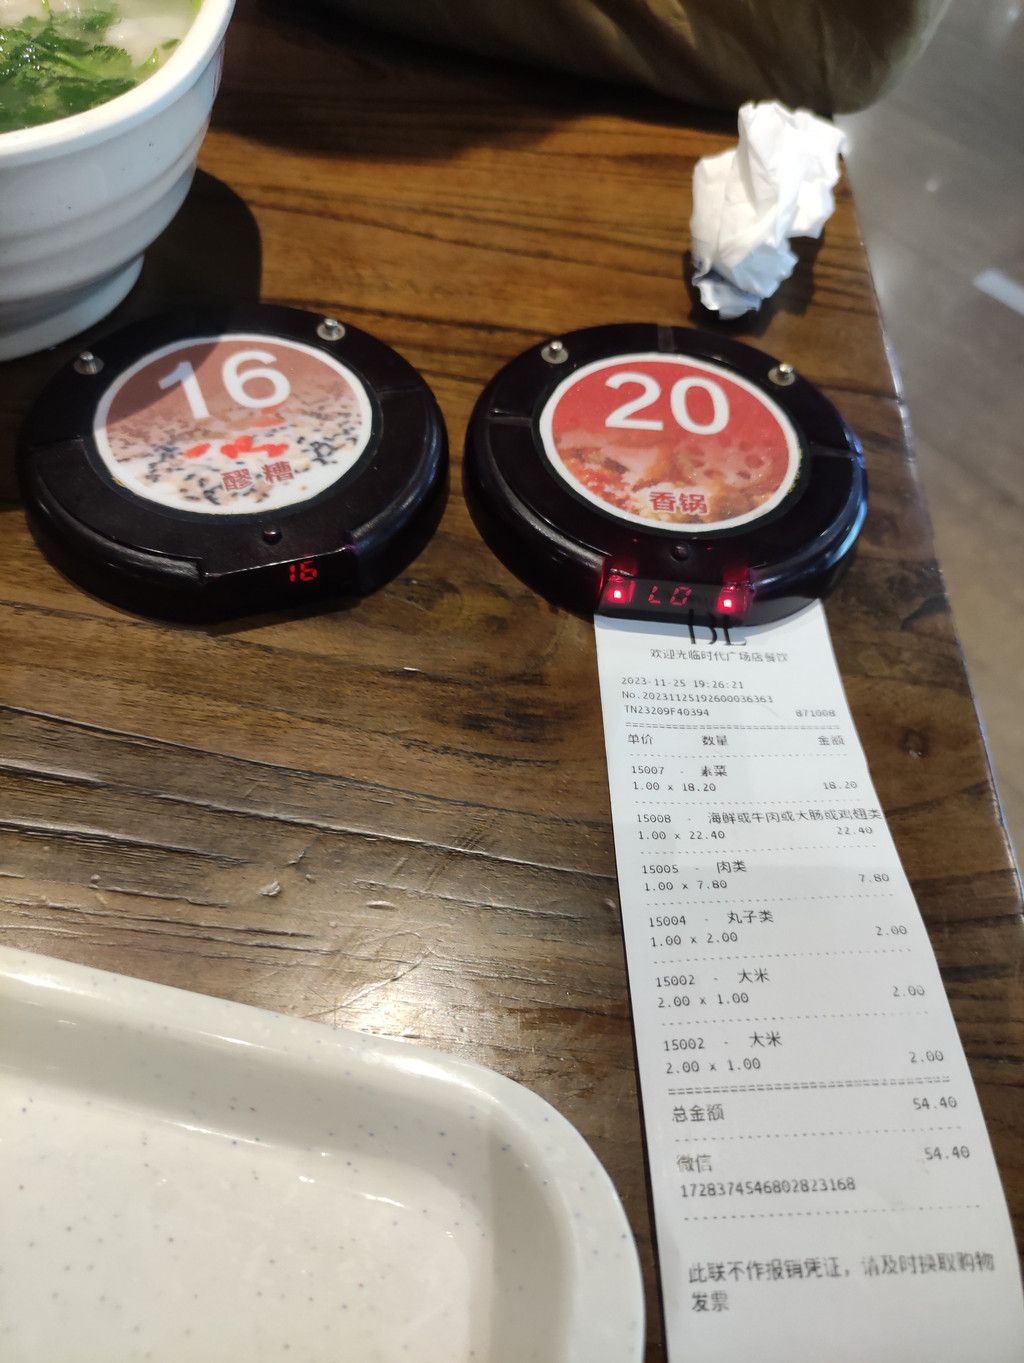 16
醪糟
16
20
香锅
LO
欢迎光临时代广场店餐饮
2023-11-25 19:26:21
No.20231125192600036363
TN23209F40394 871008
单价 数量 金额
15007 - 素菜
1.00 x 18.20 18.20
15008 - 海鲜或牛肉或大肠或鸡翅类
1.00 x 22.40 22.40
15005 - 肉类
1.00 x 7.80 7.80
15004 - 丸子类
1.00 x 2.00 2.00
15002 - 大米
2.00 x 1.00 2.00
15002 - 大米
2.00 x 1.00 2.00
总金额 54.40
微信 54.40
1728374546802823168
此联不作报销凭证，请及时换取购物
发票